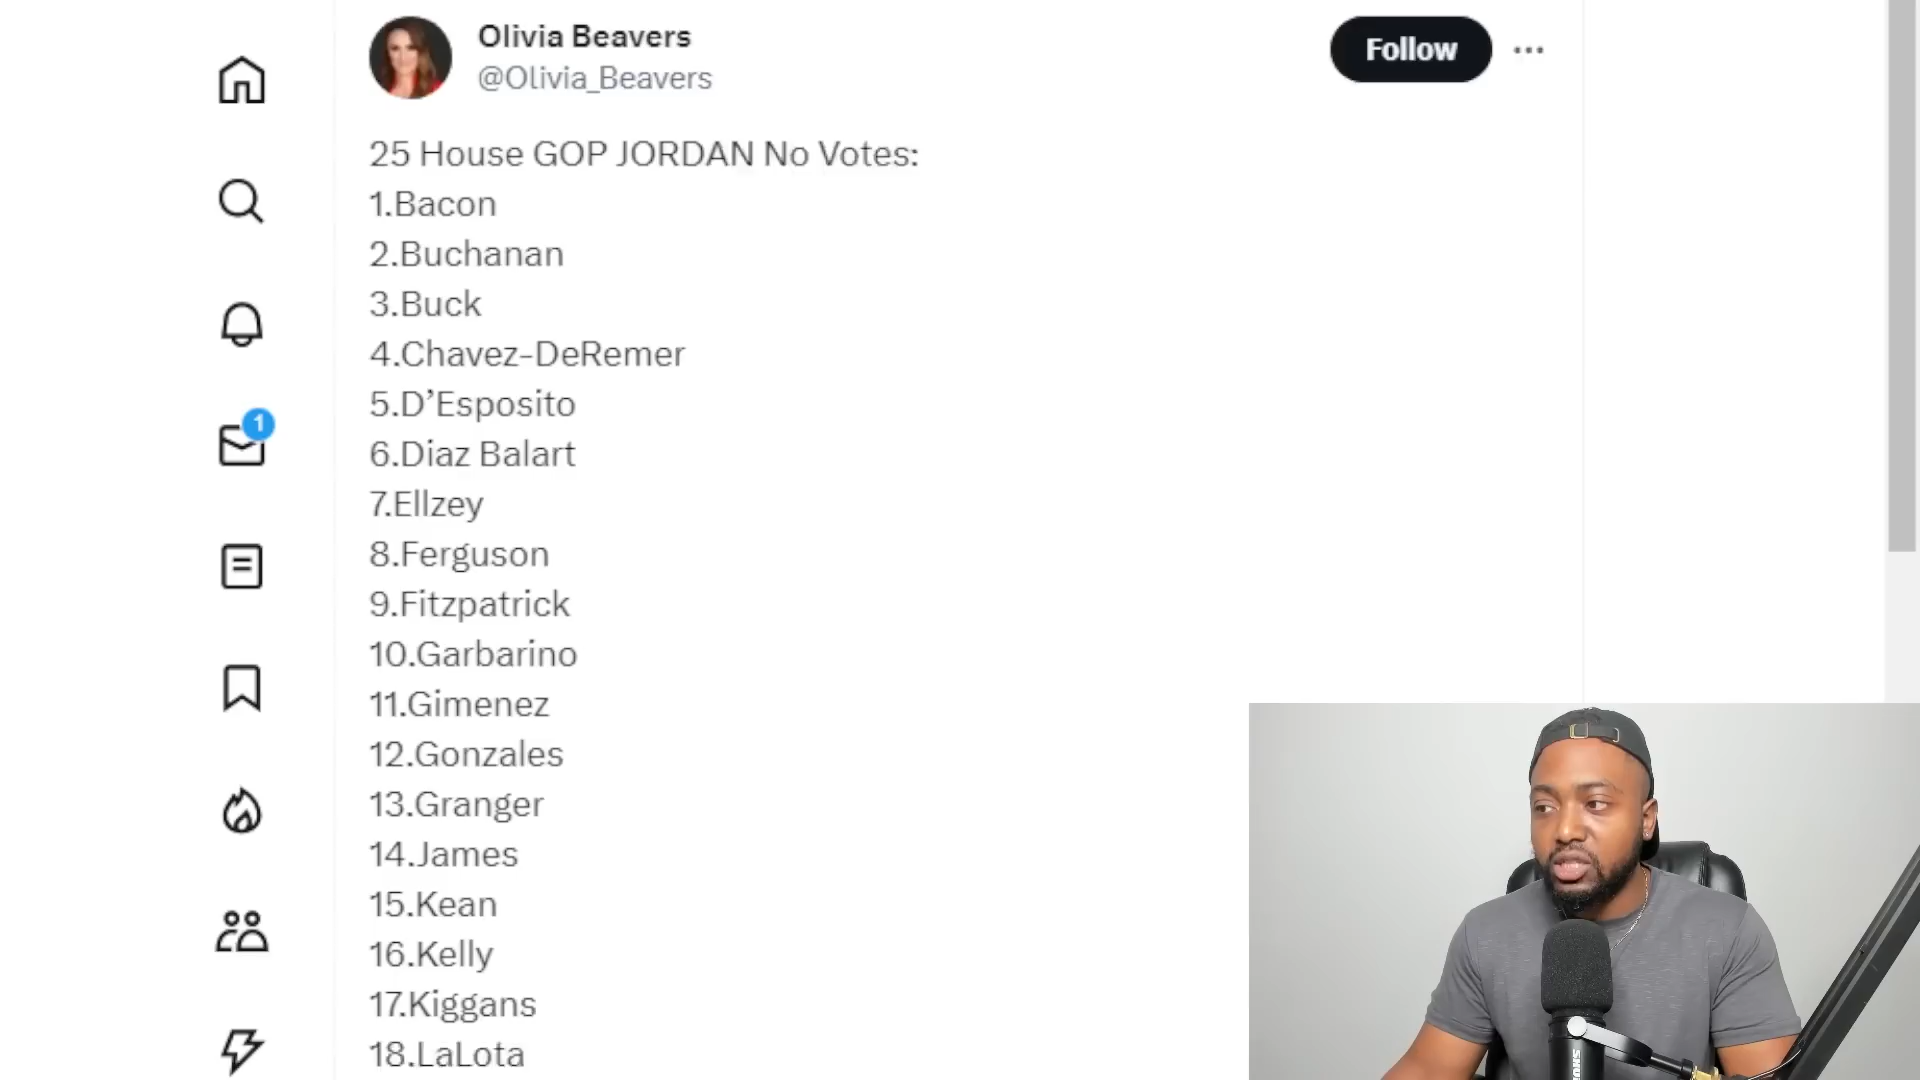 Olivia Beavers
@Olivia_Beavers
Follow
25 House GOP JORDAN No Votes:
1.Bacon
2.Buchanan
3.Buck
4.Chavez-DeRemer
5.D’Esposito
6.Diaz Balart
7.Ellzey
8.Ferguson
9.Fitzpatrick
10.Garbarino
11.Gimenez
12.Gonzales
13.Granger
14.James
15.Kean
16.Kelly
17.Kiggans
18.LaLota
1